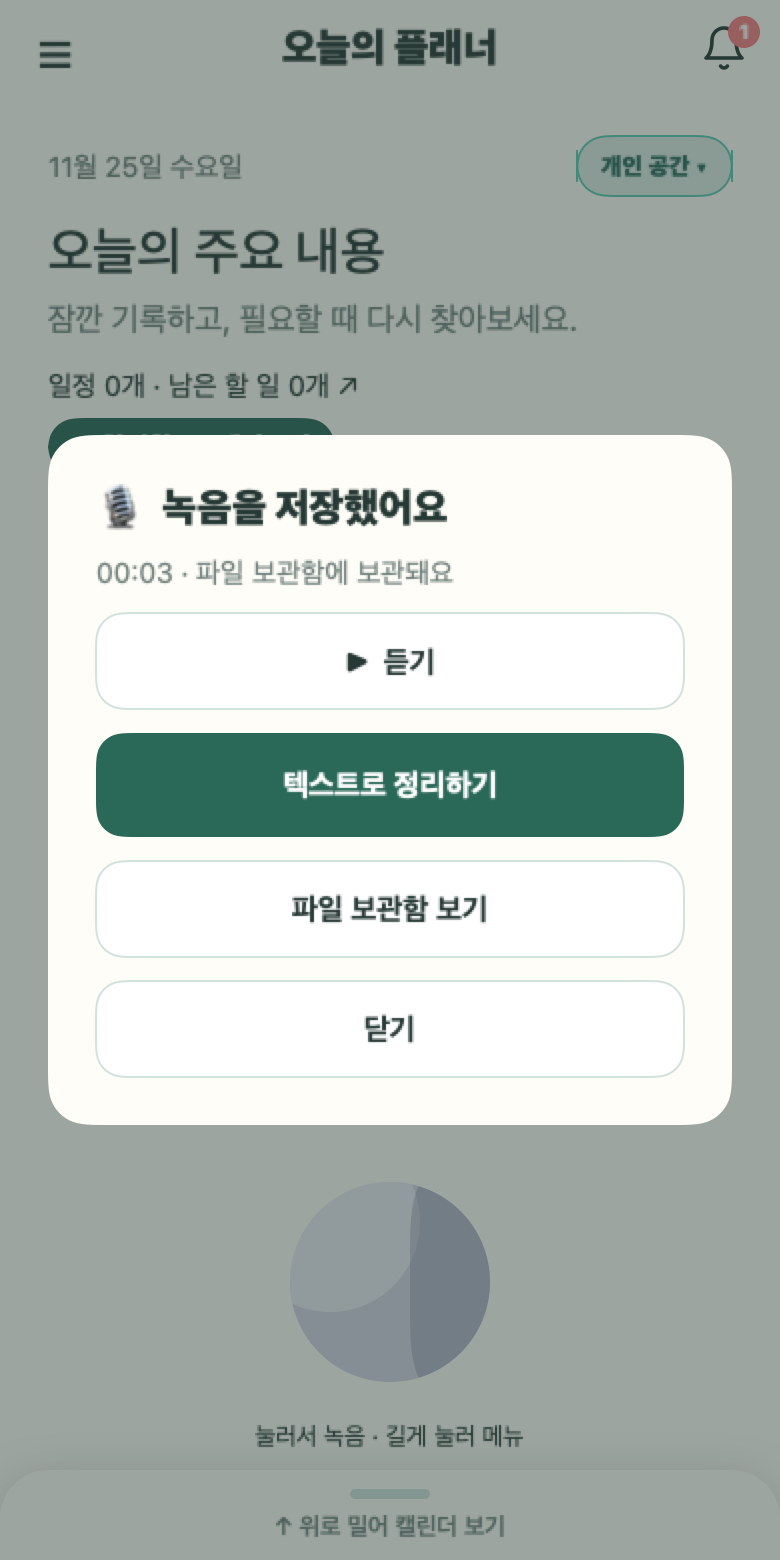 오늘의 플래너
1
11월 25일 수요일
개인 공간 ▾
오늘의 주요 내용
잠깐 기록하고, 필요할 때 다시 찾아보세요.
일정 0개 · 남은 할 일 0개 ↗
녹음을 저장했어요
00:03 · 파일 보관함에 보관돼요
▶ 듣기
텍스트로 정리하기
파일 보관함 보기
닫기
눌러서 녹음 · 길게 눌러 메뉴
↑ 위로 밀어 캘린더 보기